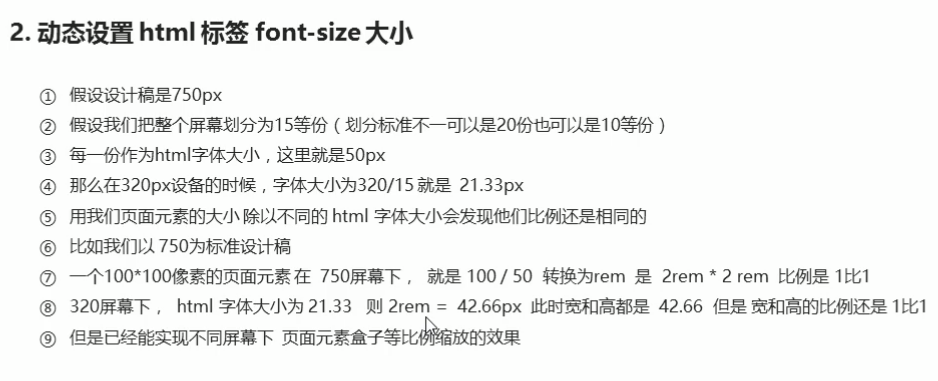 2. 动态设置 html 标签 font-size 大小
① 假设设计稿是750px
② 假设我们把整个屏幕划分为15等份（划分标准不一可以是20份也可以是10等份）
③ 每一份作为html字体大小，这里就是50px
④ 那么在320px设备的时候，字体大小为320/15 就是 21.33px
⑤ 用我们页面元素的大小 除以不同的 html 字体大小会发现他们比例还是相同的
⑥ 比如我们以 750为标准设计稿
⑦ 一个100*100像素的页面元素 在 750屏幕下， 就是 100 / 50 转换为rem 是 2rem * 2 rem 比例是 1比1
⑧ 320屏幕下， html 字体大小为 21.33 则 2rem = 42.66px 此时宽和高都是 42.66 但是 宽和高的比例还是 1比1
⑨ 但是已经能实现不同屏幕下 页面元素盒子等比例缩放的效果